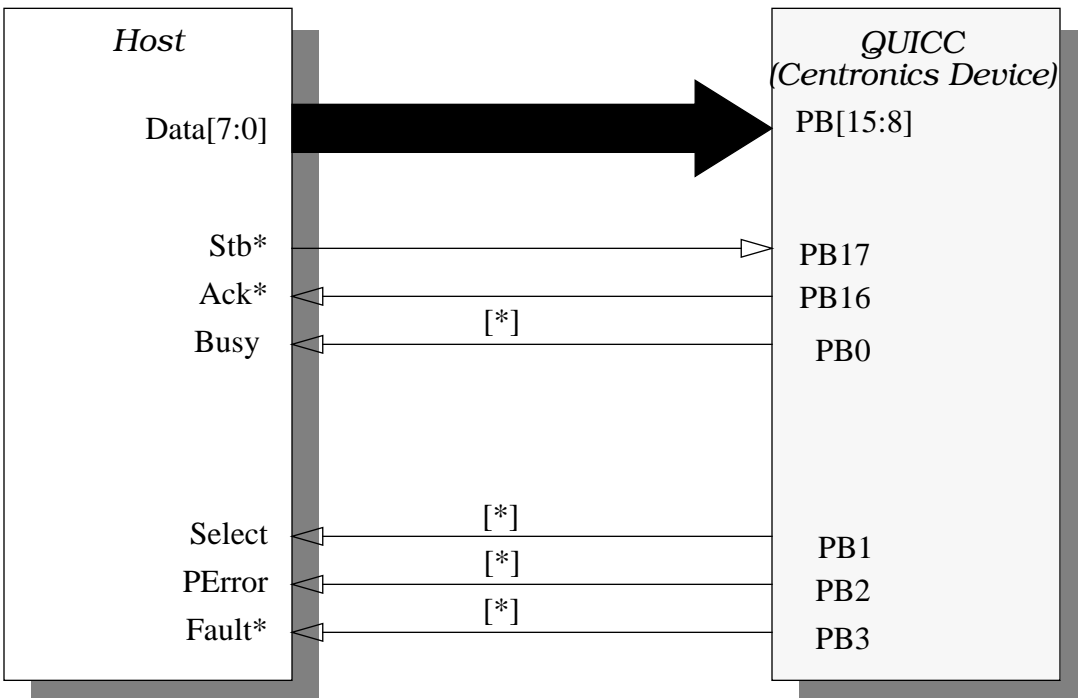 Host
QUICC
(Centronics Device)
Data[7:0]
PB[15:8]
Stb*
PB17
Ack*
PB16
[*]
Busy
PB0
[*]
Select
PB1
[*]
PError
PB2
[*]
Fault*
PB3